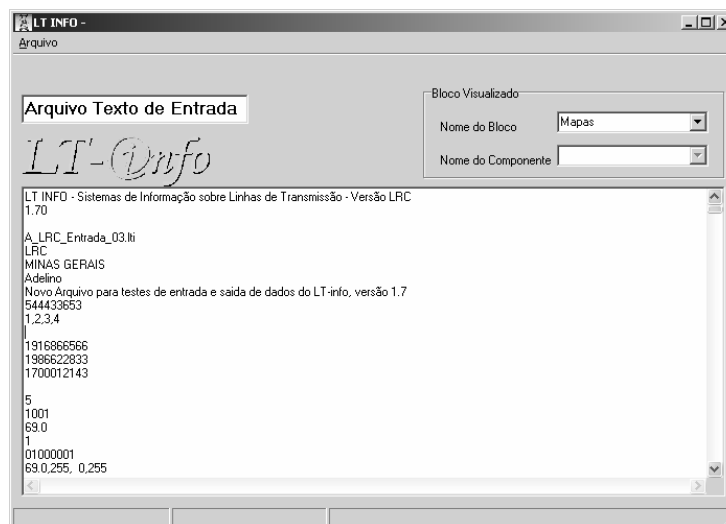 LT INFO -
Arquivo
Arquivo Texto de Entrada
Bloco Visualizado
Nome do Bloco
Mapas
Nome do Componente
LT-@nfo
LT INFO - Sistemas de Informação sobre Linhas de Transmissão - Versão LRC
1.70
A_LRC_Entrada_03.lti
LRC
MINAS GERAIS
Adelino
Novo Arquivo para testes de entrada e saida de dados do LT-info, versão 1.7
544433653
1,2,3,4
1916866566
1986622833
1700012143
5
1001
69.0
1
01000001
69.0,255,  0,255